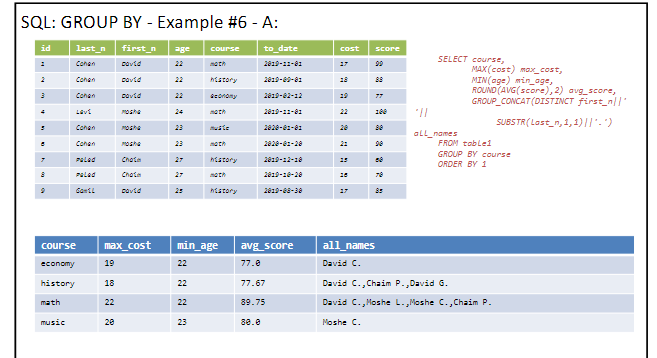 SQL: GROUP BY - Example #6 - A:
id last_n first_n age course to_date cost score
1 Cohen David 22 math 2019-11-01 17 99
2 Cohen David 22 history 2019-09-01 18 88
3 Cohen David 22 economy 2019-02-12 19 77
4 Levi Moshe 24 math 2019-11-01 22 100
5 Cohen Moshe 23 music 2020-01-01 20 80
6 Cohen Moshe 23 math 2020-01-20 21 90
7 Peled Chaim 27 history 2019-12-10 15 60
8 Peled Chaim 27 math 2019-10-20 16 70
9 Gamil David 25 history 2019-08-30 17 85
SELECT course,
MAX(cost) max_cost,
MIN(age) min_age,
ROUND(AVG(score),2) avg_score,
GROUP_CONCAT(DISTINCT first_n||'
'||
SUBSTR(last_n,1,1)||'.')
all_names
FROM table1
GROUP BY course
ORDER BY 1
course max_cost min_age avg_score all_names
economy 19 22 77.0 David C.
history 18 22 77.67 David C.,Chaim P.,David G.
math 22 22 89.75 David C.,Moshe L.,Moshe C.,Chaim P.
music 20 23 80.0 Moshe C.